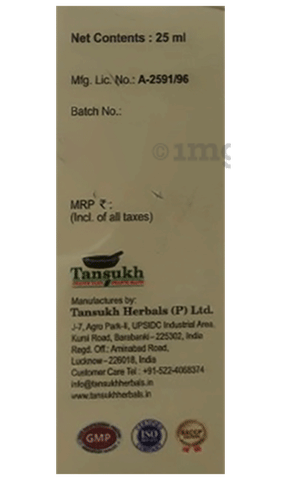 Net Contents : 25 ml
Mfg. Lic. No.: A-2591/96
Batch No.:
© 1mg
MRP ₹ :
(Incl. of all taxes)
Tansukh
Manufactures by:
Tansukh Herbals (P) Ltd.
J-7, Agro Park-II, UPSIDC Industrial Area.
Kursi Road, Barabanki-225302, India
Regd. Off.: Aminabad Road,
Lucknow-226018, India
Customer Care Tel : +91-522-4068374
info@tansukhherbals.in
www.tansukhherbals.in
GMP
ISO
HACCP